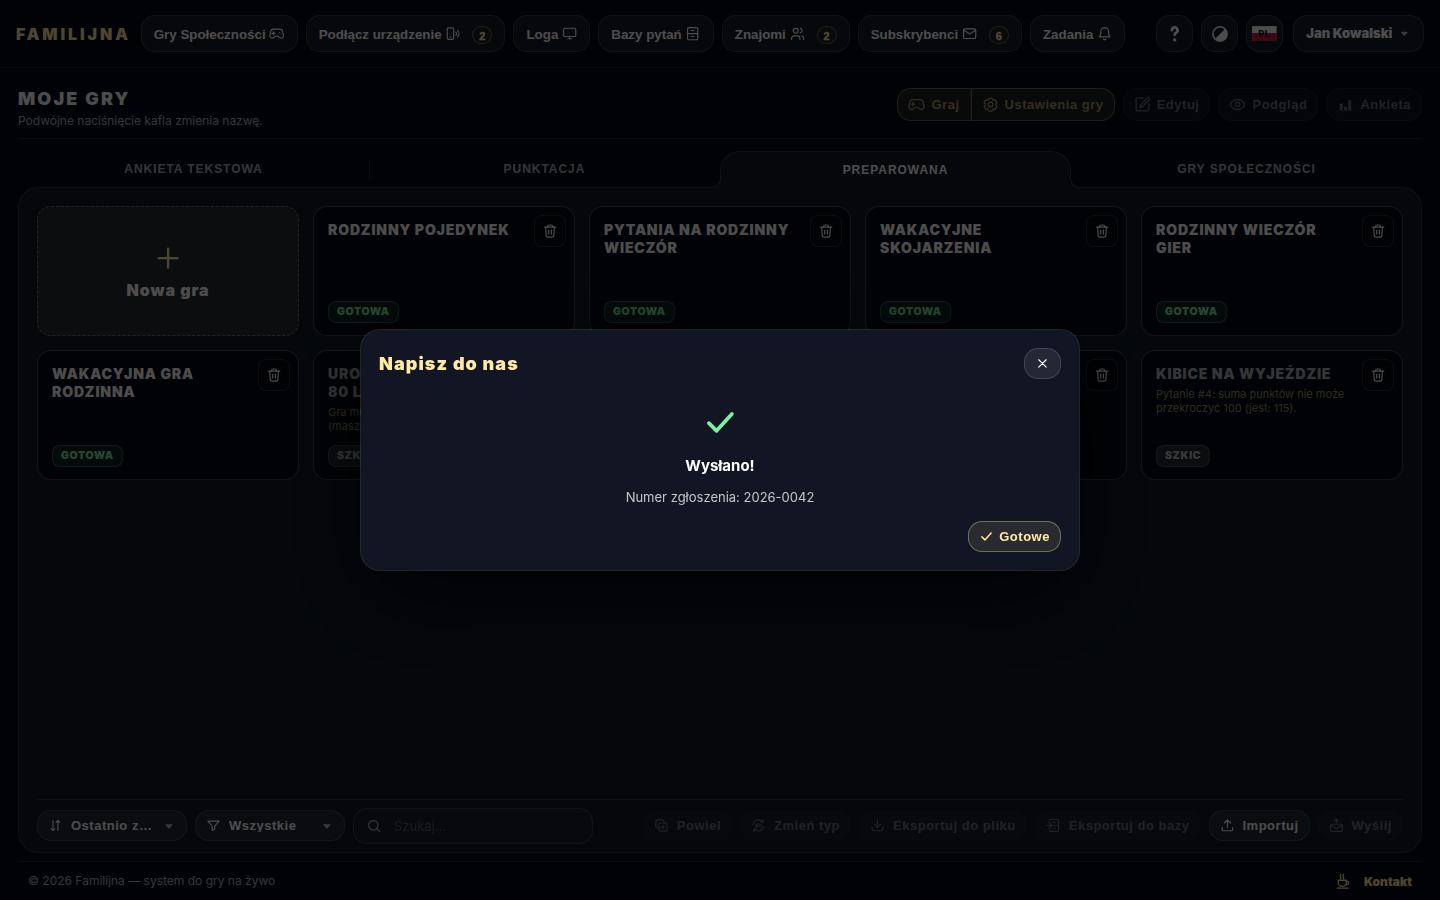 FAMILIJNA
Gry Społeczności
Podłącz urządzenie 2
Loga
Bazy pytań
Znajomi 2
Subskrybenci 6
Zadania
?
PL
Jan Kowalski
MOJE GRY
Podwójne naciśnięcie kafla zmienia nazwę.
Graj
Ustawienia gry
Edytuj
Podgląd
Ankieta
ANKIETA TEKSTOWA
PUNKTACJA
PREPAROWANA
GRY SPOŁECZNOŚCI
Nowa gra
RODZINNY POJEDYNEK
GOTOWA
PYTANIA NA RODZINNY
WIECZÓR
GOTOWA
WAKACYJNE
SKOJARZENIA
GOTOWA
RODZINNY WIECZÓR
GIER
GOTOWA
WAKACYJNA GRA
RODZINNA
GOTOWA
80 L
Gra
KIBICE NA WYJEŹDZIE
Pytanie #4: suma punktów nie może
przekroczyć 100 (jest: 115).
SZKIC
Napisz do nas
Wysłano!
Numer zgłoszenia: 2026-0042
Gotowe
Ostatnio z...
Wszystkie
Szukaj...
Powiel
Zmień typ
Eksportuj do pliku
Eksportuj do bazy
Importuj
Wyślij
© 2026 Familijna — system do gry na żywo
Kontakt